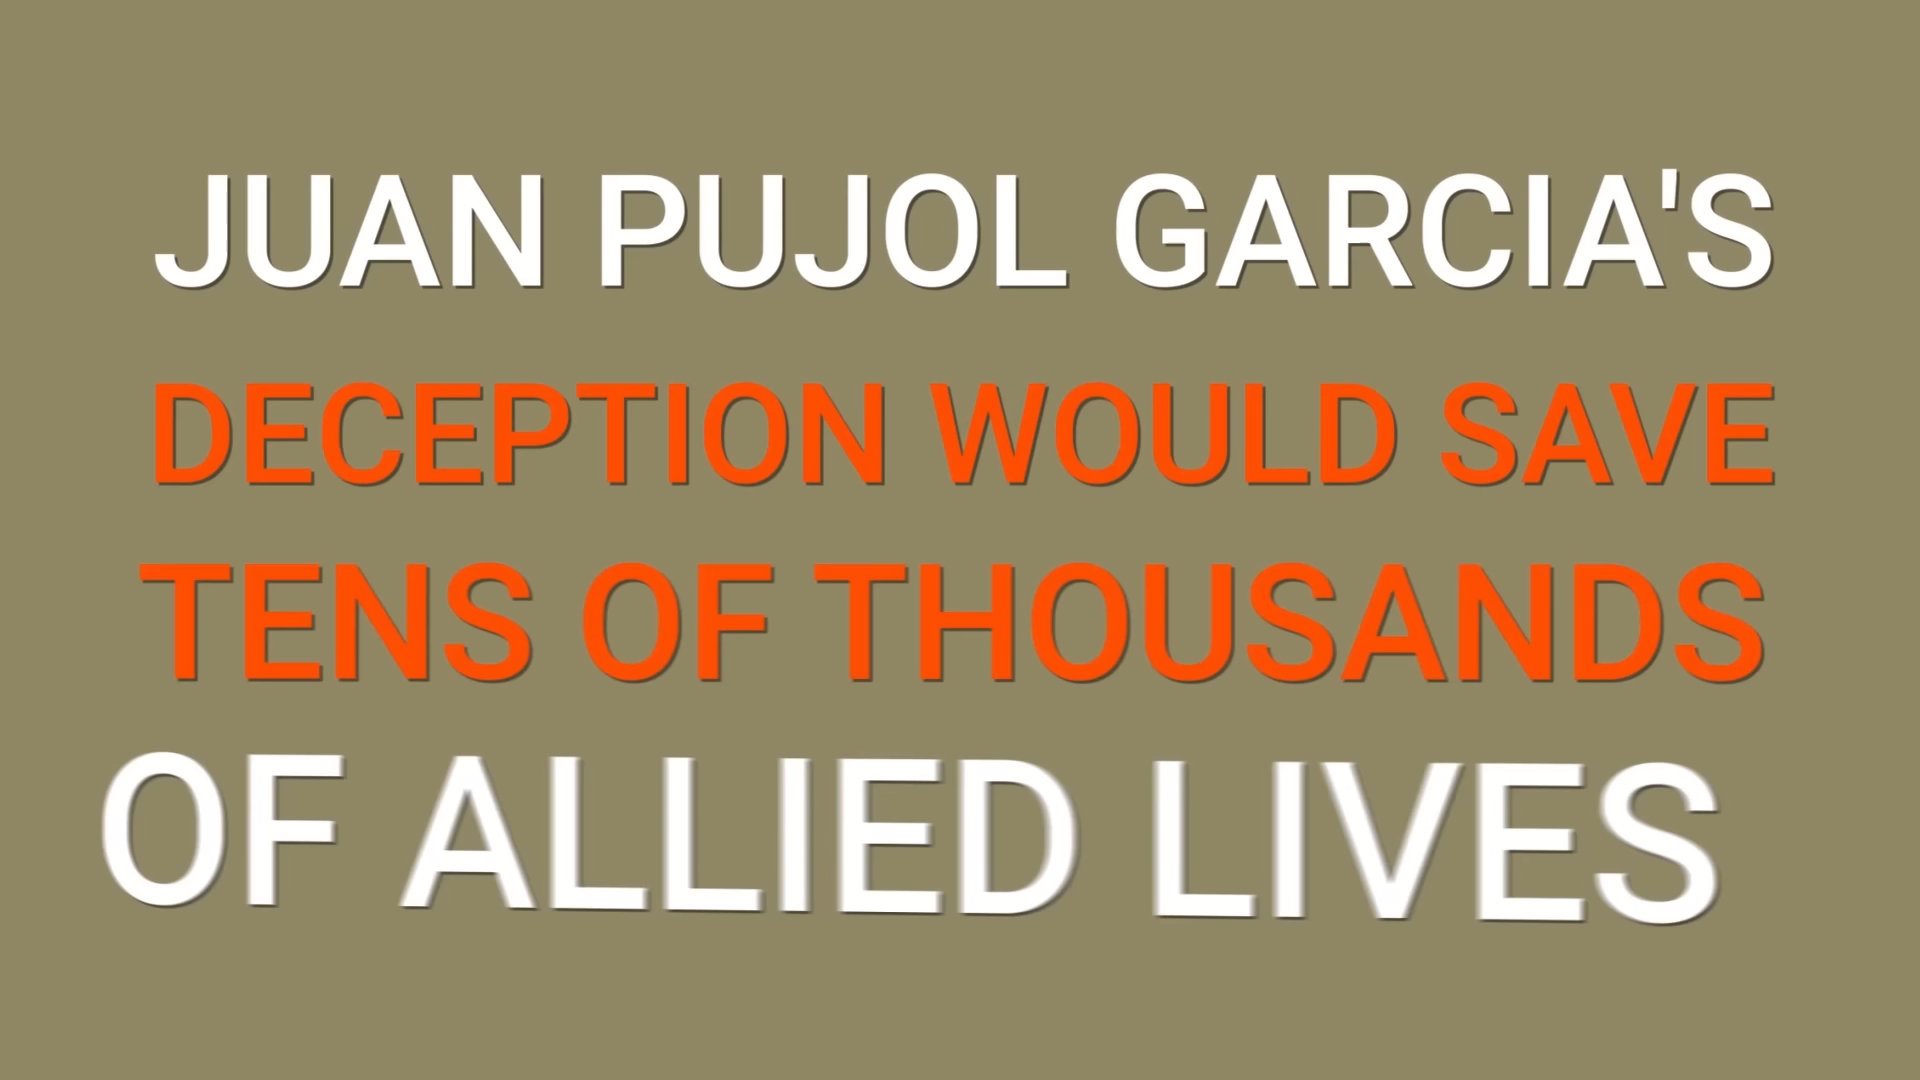 JUAN PUJOL GARCIA'S
DECEPTION WOULD SAVE
TENS OF THOUSANDS
OF ALLIED LIVES